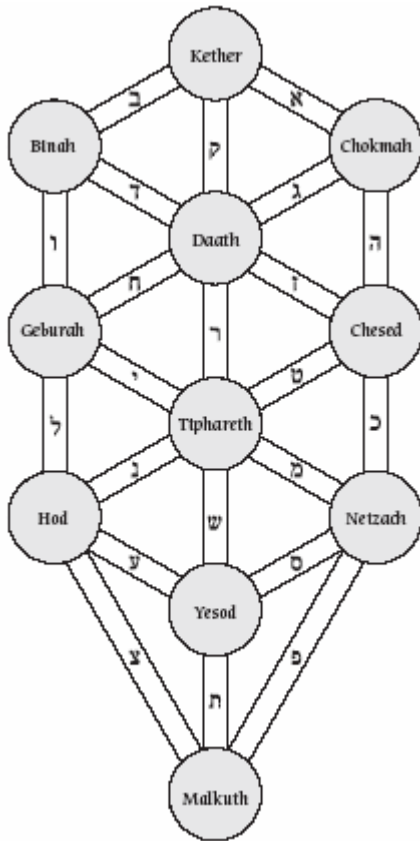 Kether
ב
א
Binah
ק
Chokmah
ד
ג
ו
Daath
ה
ח
ז
Geburah
ר
Chesed
י
ט
ל
Tiphareth
כ
נ
מ
Hod
ש
Netzach
ע
ס
Yesod
צ
פ
ת
Malkuth